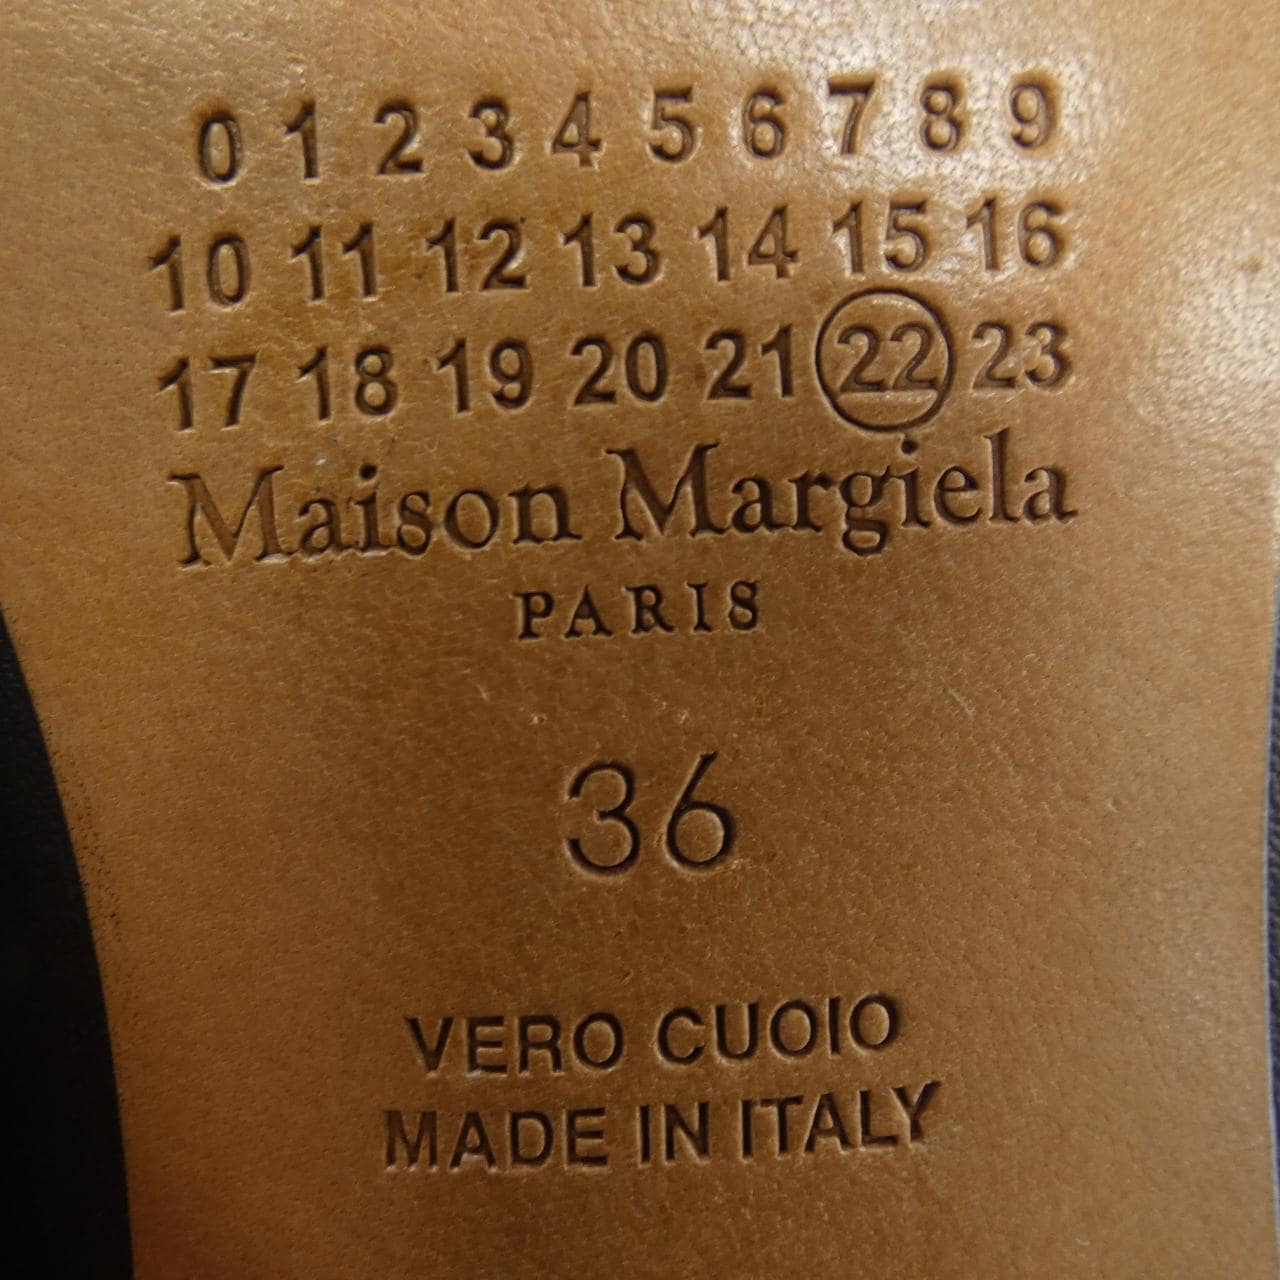 0 1 2 3 4 5 6 7 8 9
10 11 12 13 14 15 16
17 18 19 20 21 22 23
Maison Margiela
PARIS
36
VERO CUOIO
MADE IN ITALY